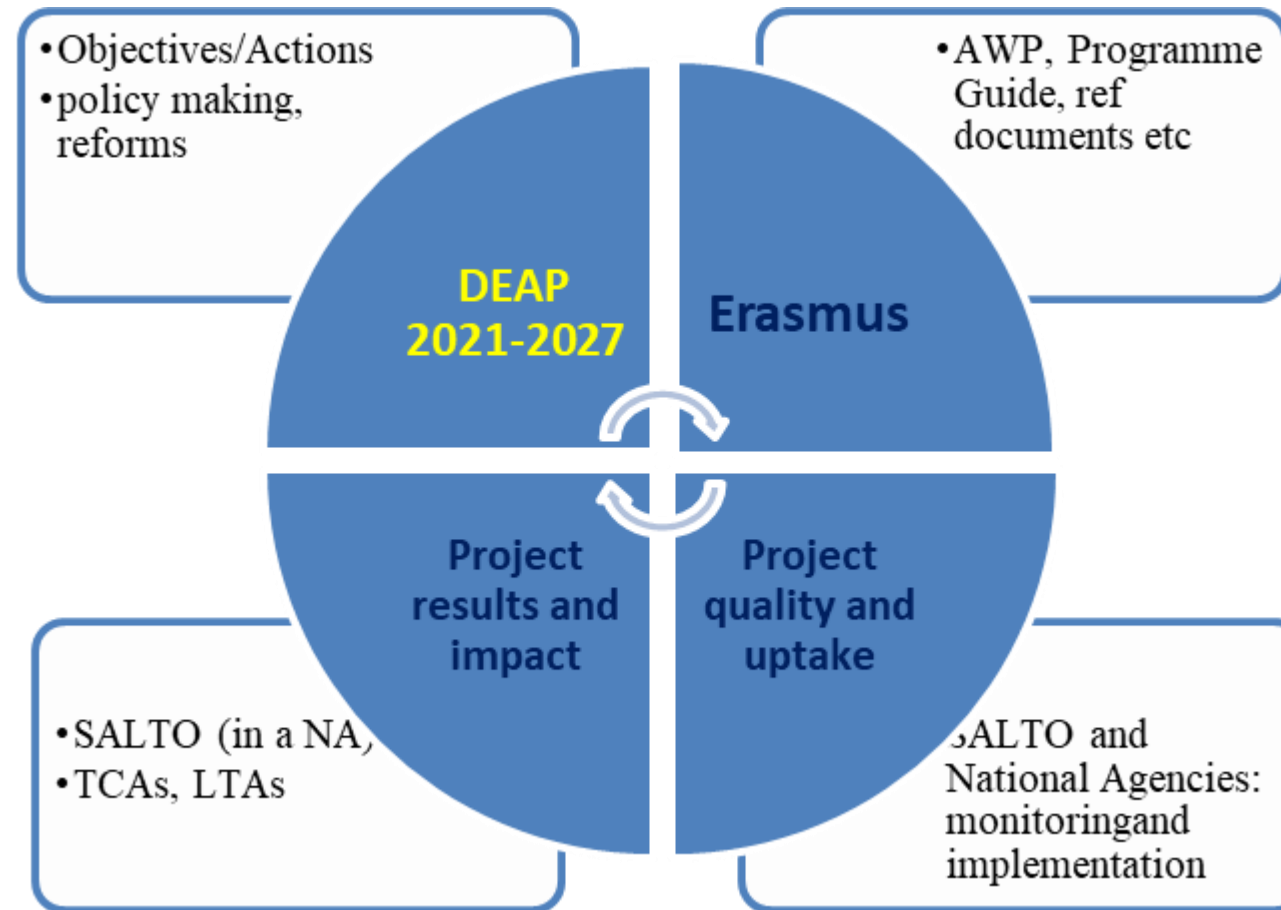 •Objectives/Actions
•policy making,
reforms
•AWP, Programme
Guide, ref
documents etc
DEAP
2021-2027
Erasmus
Project
results and
impact
Project
quality and
uptake
•SALTO (in a NA)
•TCAs, LTAs
SALTO and
National Agencies:
monitoringand
implementation